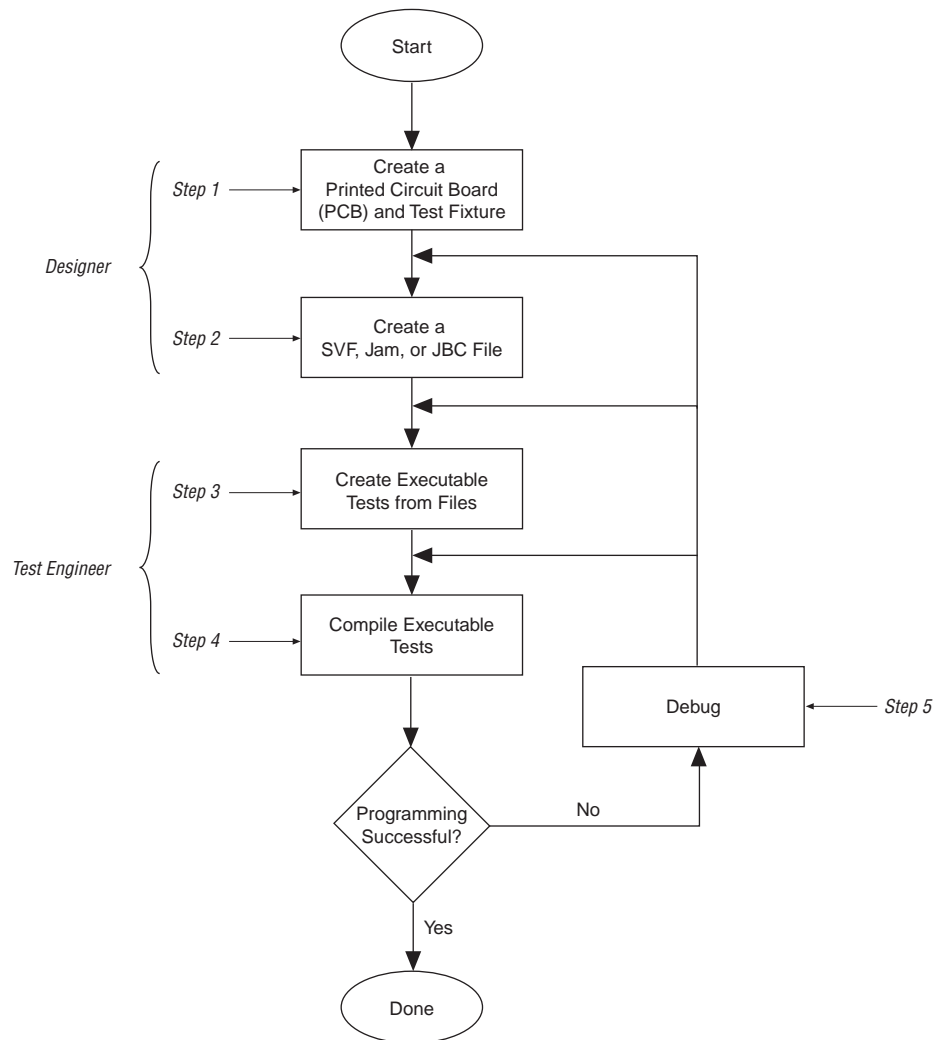 Start
Create a
Printed Circuit Board
(PCB) and Test Fixture
Step 1
Designer
Step 2
Create a
SVF, Jam, or JBC File
Step 3
Create Executable
Tests from Files
Test Engineer
Step 4
Compile Executable
Tests
Debug
Step 5
Programming
Successful?
No
Yes
Done